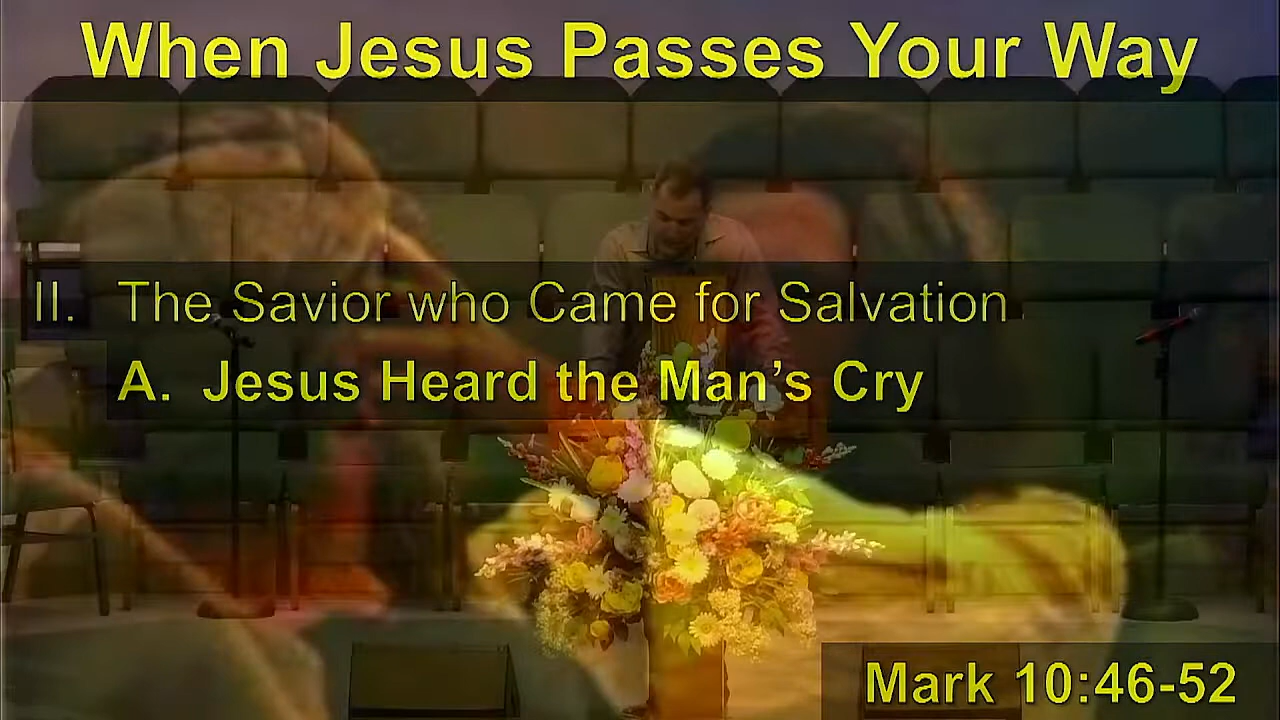 When Jesus Passes Your Way
II. The Savior who Came for Salvation
A. Jesus Heard the Man’s Cry
Mark 10:46-52